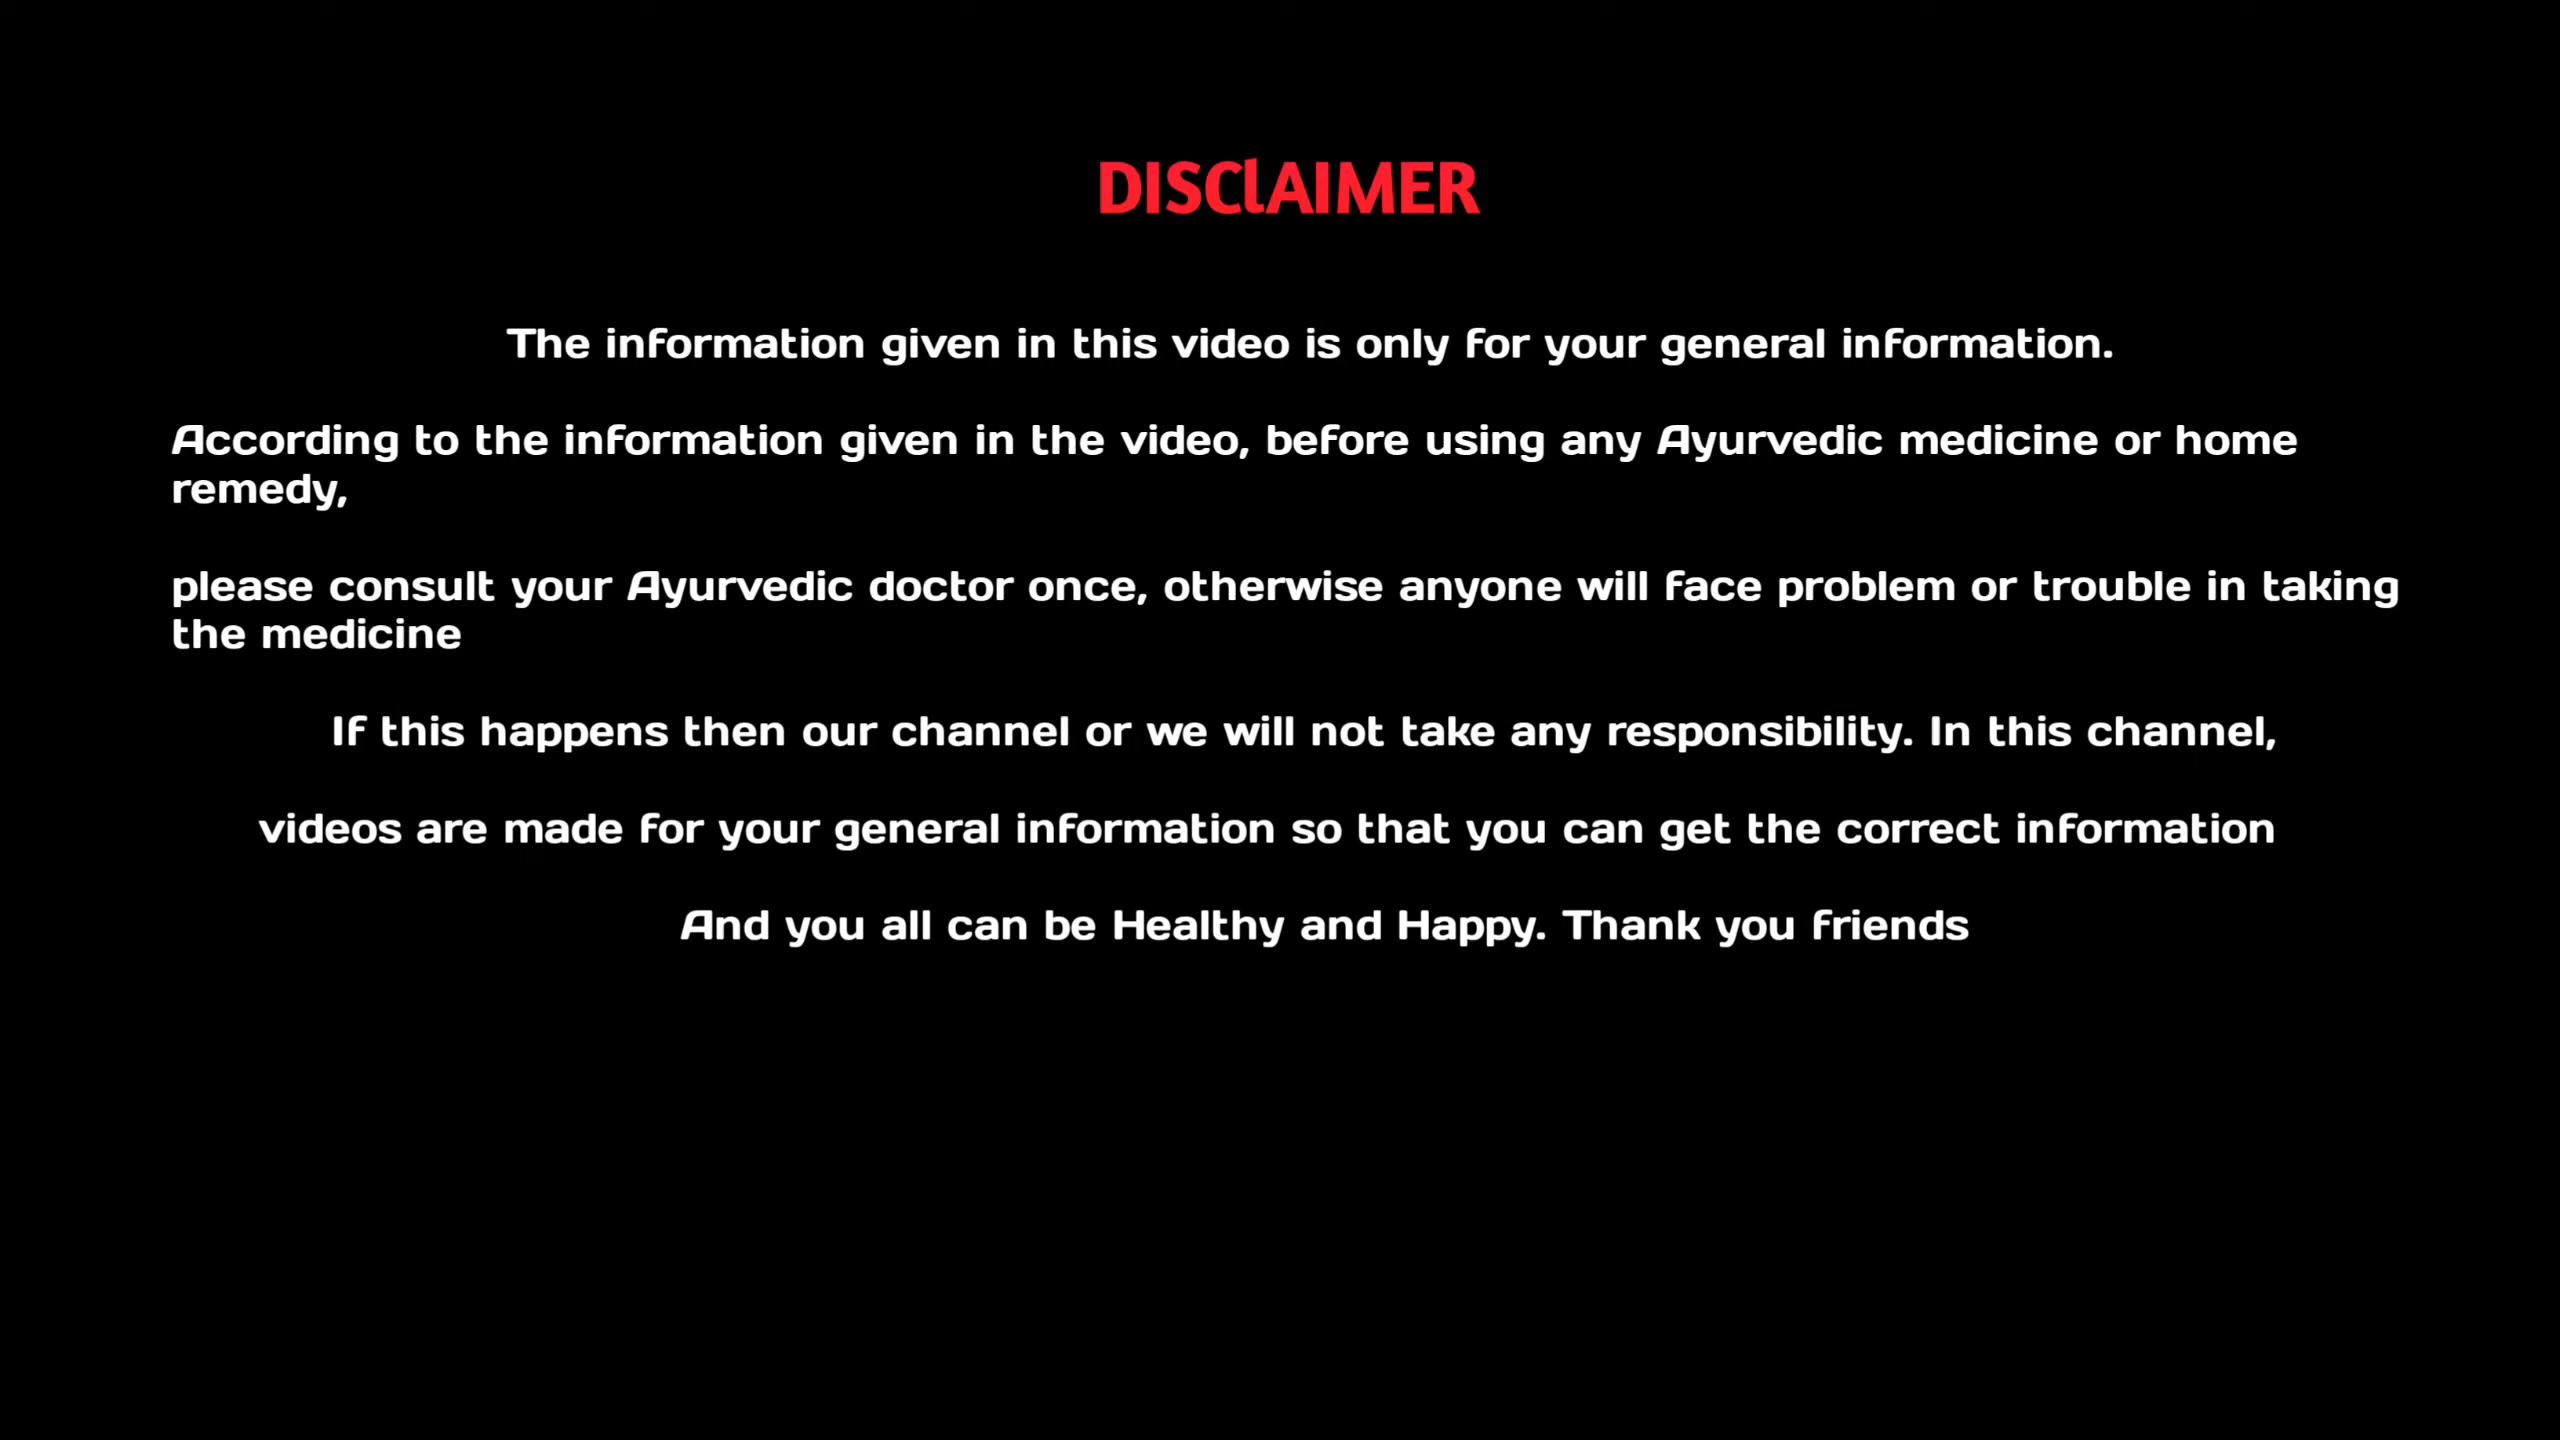 DISClAIMER
The information given in this video is only for your general information.
According to the information given in the video, before using any Ayurvedic medicine or home
remedy,
please consult your Ayurvedic doctor once, otherwise anyone will face problem or trouble in taking
the medicine
If this happens then our channel or we will not take any responsibility. In this channel,
videos are made for your general information so that you can get the correct information
And you all can be Healthy and Happy. Thank you friends